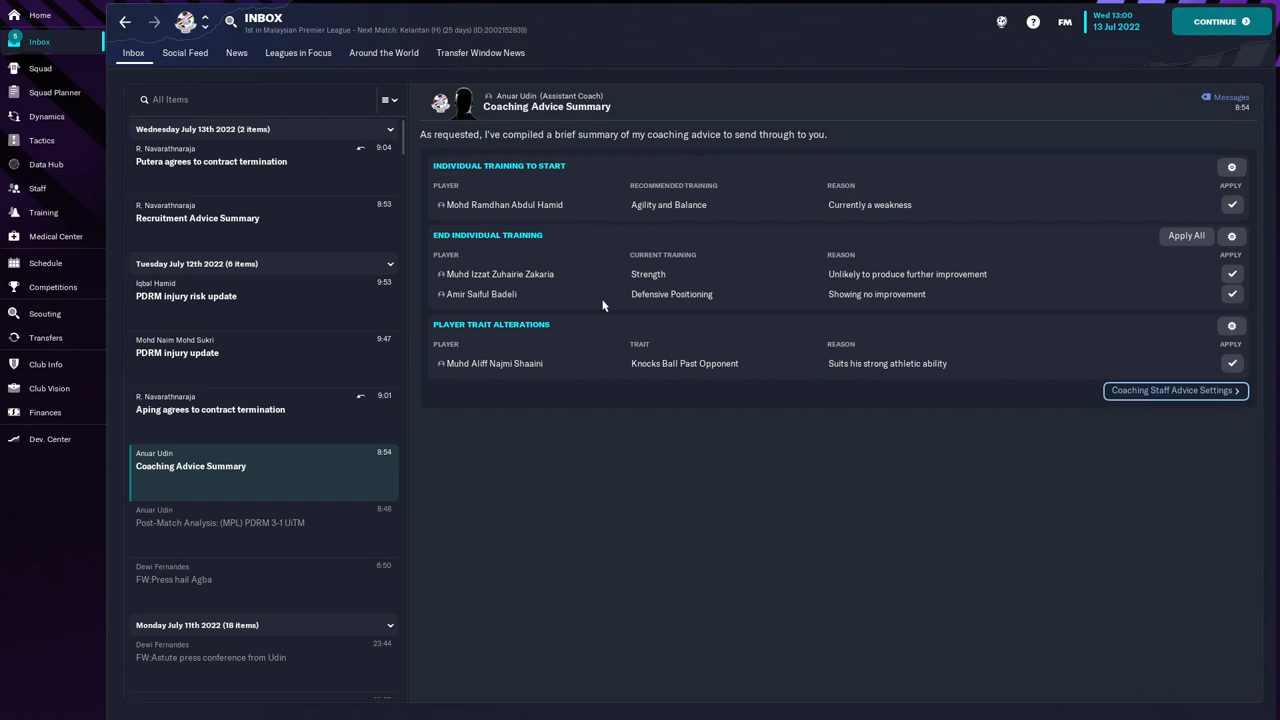 Home
5
Inbox
Squad
Squad Planner
Dynamics
Tactics
Data Hub
Staff
Training
Medical Center
Schedule
Competitions
Scouting
Transfers
Club Info
Club Vision
Finances
Dev. Center
INBOX
1st in Malaysian Premier League - Next Match: Kelantan (H) (25 days) (ID:2002152839)
FM
Wed 13:00
13 Jul 2022
CONTINUE
Inbox Social Feed News Leagues in Focus Around the World Transfer Window News
All Items
Wednesday July 13th 2022 (2 items)
R. Navarathnaraja 9:04
Putera agrees to contract termination
R. Navarathnaraja 8:53
Recruitment Advice Summary
Tuesday July 12th 2022 (6 items)
Iqbal Hamid 9:53
PDRM injury risk update
Mohd Naim Mohd Sukri 9:47
PDRM injury update
R. Navarathnaraja 9:01
Aping agrees to contract termination
Anuar Udin 8:54
Coaching Advice Summary
Anuar Udin 8:48
Post-Match Analysis: (MPL) PDRM 3-1 UiTM
Dewi Fernandes 6:50
FW:Press hail Agba
Monday July 11th 2022 (18 items)
Dewi Fernandes 23:44
FW:Astute press conference from Udin
Anuar Udin (Assistant Coach)
Coaching Advice Summary
Messages
8:54
As requested, I've compiled a brief summary of my coaching advice to send through to you.
INDIVIDUAL TRAINING TO START
PLAYER RECOMMENDED TRAINING REASON APPLY
Mohd Ramdhan Abdul Hamid Agility and Balance Currently a weakness
END INDIVIDUAL TRAINING Apply All
PLAYER CURRENT TRAINING REASON APPLY
Muhd Izzat Zuhairie Zakaria Strength Unlikely to produce further improvement
Amir Saiful Badeli Defensive Positioning Showing no improvement
PLAYER TRAIT ALTERATIONS
PLAYER TRAIT REASON APPLY
Muhd Aliff Najmi Shaaini Knocks Ball Past Opponent Suits his strong athletic ability
Coaching Staff Advice Settings